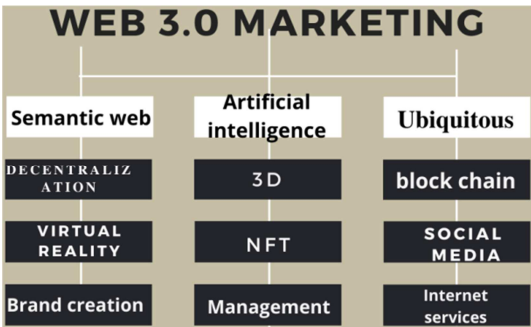 WEB 3.0 MARKETING
Semantic web
Artificial
intelligence
Ubiquitous
DECENTRALIZ
ATION
3D
block chain
VIRTUAL
REALITY
NFT
SOCIAL
MEDIA
Brand creation
Management
Internet
services